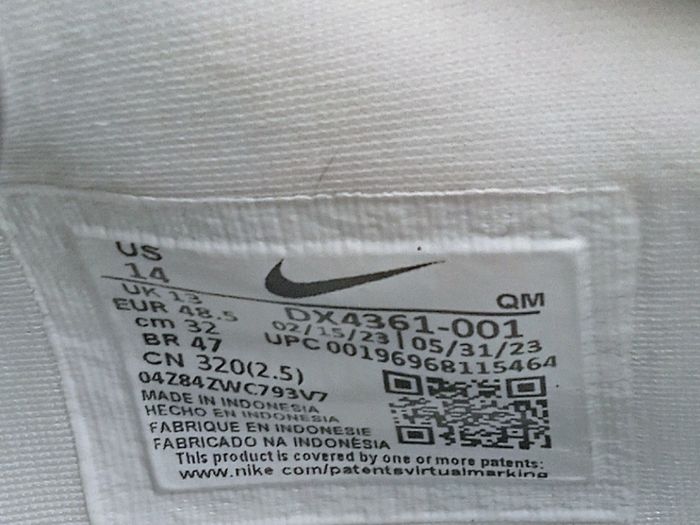 US
14
UK 13
EUR 48.5
cm 32
BR 47
CN 320(2.5)
QM
DX4361-001
02/15/23 | 05/31/23
UPC 00196968115464
04Z84ZWC793V7
MADE IN INDONESIA
HECHO EN INDONESIA
FABRIQUE EN INDONESIE
FABRICADO NA INDONÉSIA
This product is covered by one or more patents:
www.nike com/patentsvirtualmarking